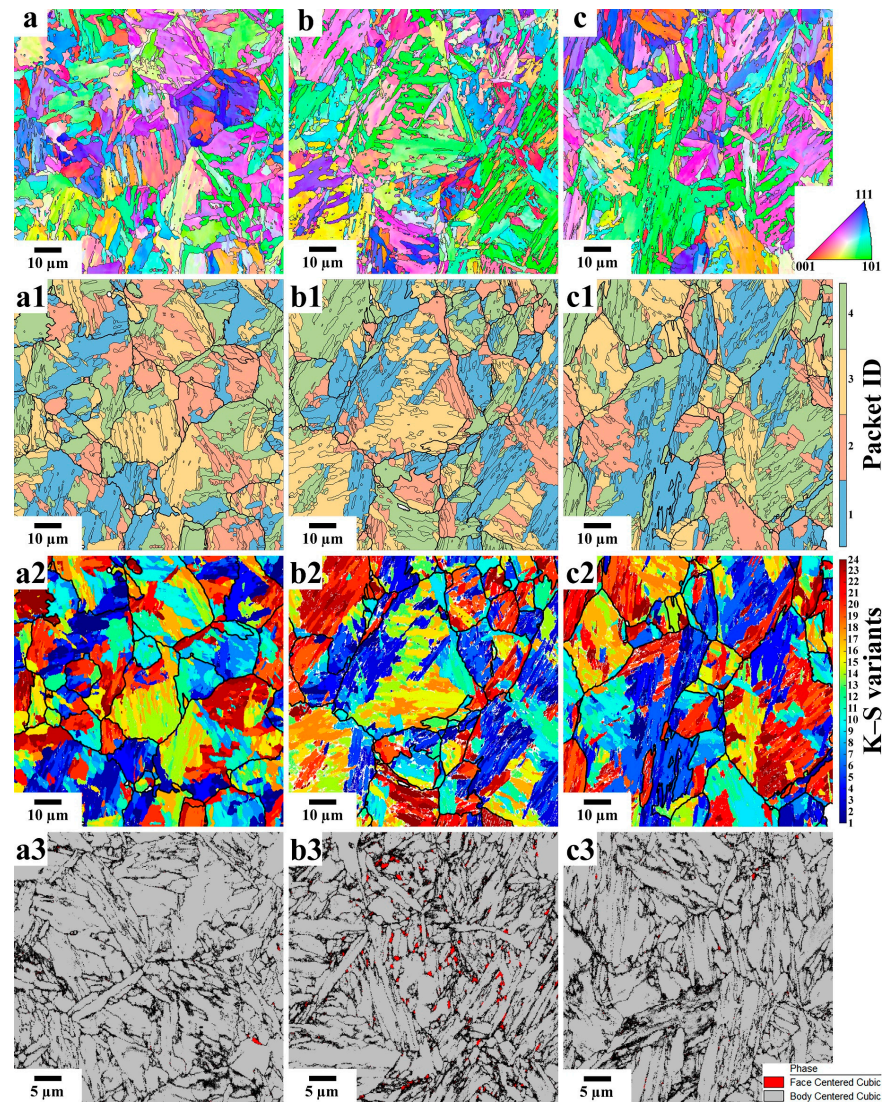 a
b
c
10 µm
10 µm
10 µm
111
001
101
a1
b1
c1
4
3
2
1
Packet ID
10 µm
10 µm
10 µm
a2
b2
c2
24
23
22
21
20
19
18
17
16
15
14
13
12
11
10
9
8
7
6
5
4
3
2
1
K–S variants
10 µm
10 µm
10 µm
a3
b3
c3
5 µm
5 µm
5 µm
Phase
Face Centered Cubic
Body Centered Cubic